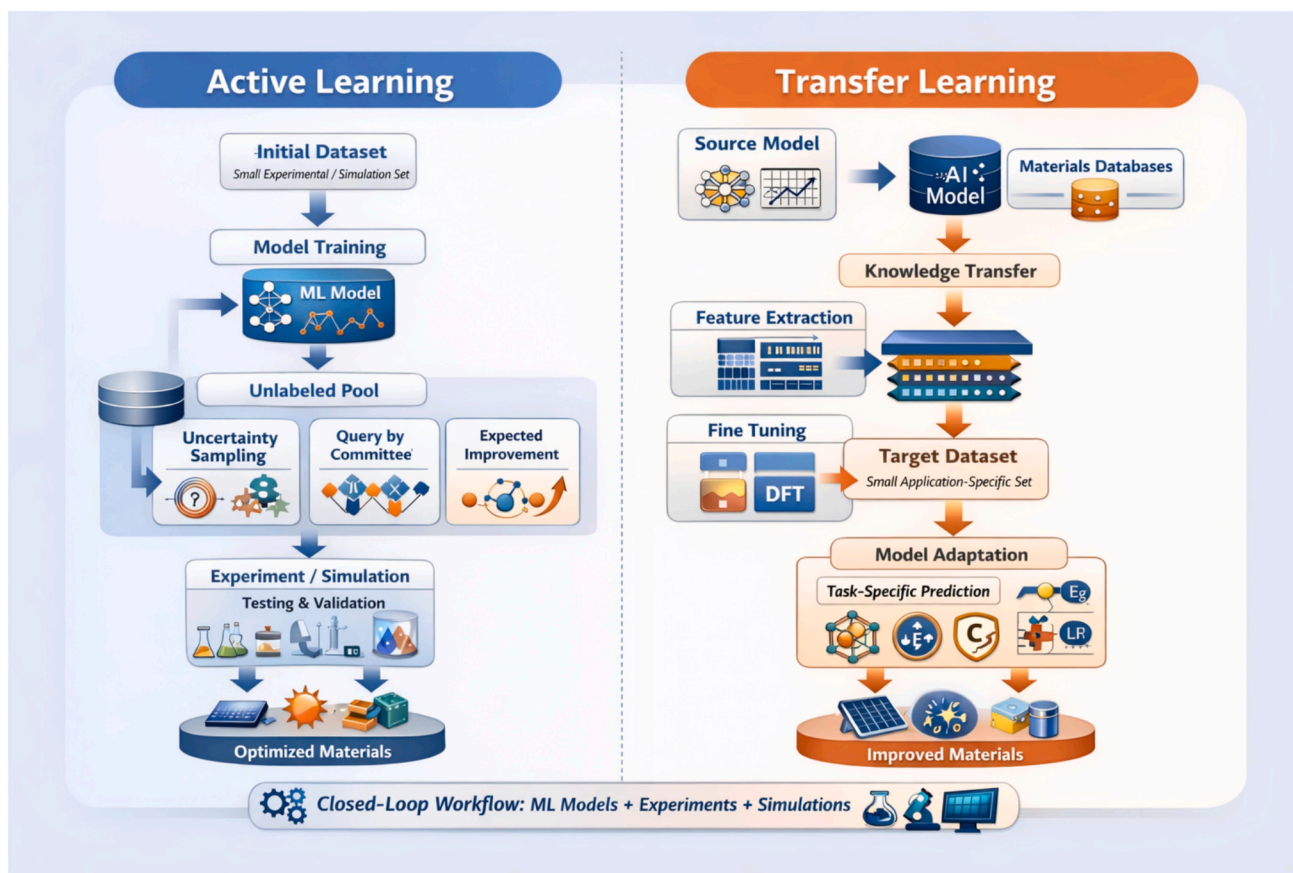 Active Learning
Initial Dataset
Small Experimental / Simulation Set
Model Training
ML Model
Unlabeled Pool
Uncertainty
Sampling
?
Query by
Committee
Expected
Improvement
Experiment / Simulation
Testing & Validation
Optimized Materials
Transfer Learning
Source Model
AI
Model
Materials Databases
Knowledge Transfer
Feature Extraction
Fine Tuning
DFT
Target Dataset
Small Application-Specific Set
Model Adaptation
Task-Specific Prediction
Eg
E
C
LR
Improved Materials
Closed-Loop Workflow: ML Models + Experiments + Simulations